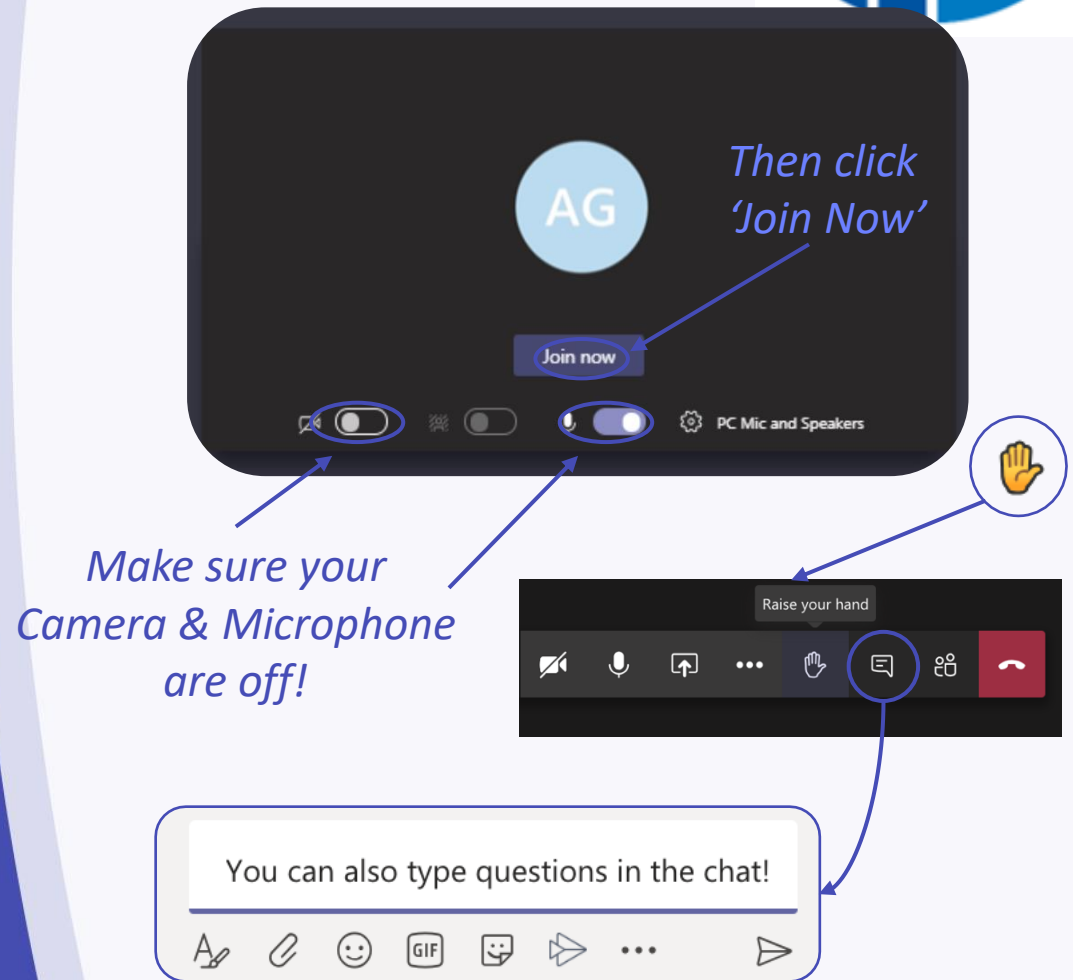 Then click
‘Join Now’
AG
Join now
PC Mic and Speakers
Make sure your
Camera & Microphone
are off!
Raise your hand
You can also type questions in the chat!
GIF